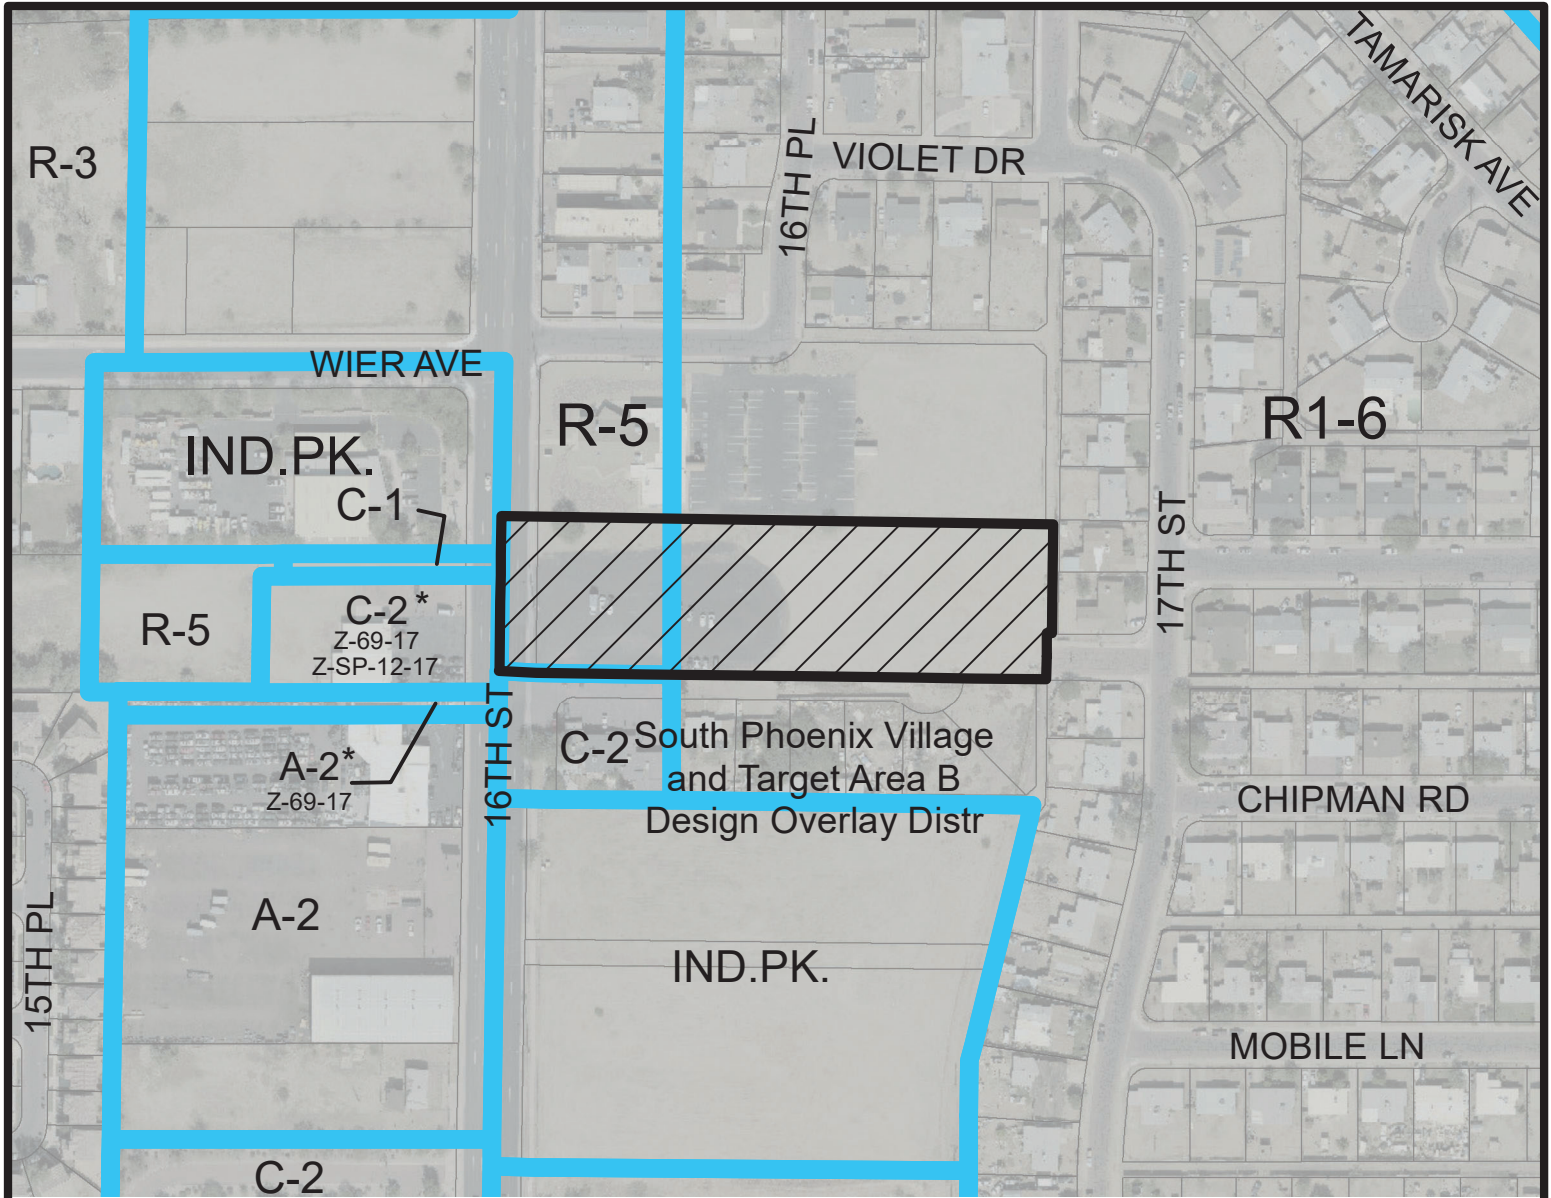 TAMARISK AVE
R-3
16TH PL
VIOLET DR
WIER AVE
R-5
R1-6
IND.PK.
C-1
17TH ST
C-2*
Z-69-17
Z-SP-12-17
R-5
16TH ST
C-2
South Phoenix Village
and Target Area B
Design Overlay Distr
A-2*
Z-69-17
CHIPMAN RD
A-2
15TH PL
IND.PK.
MOBILE LN
C-2